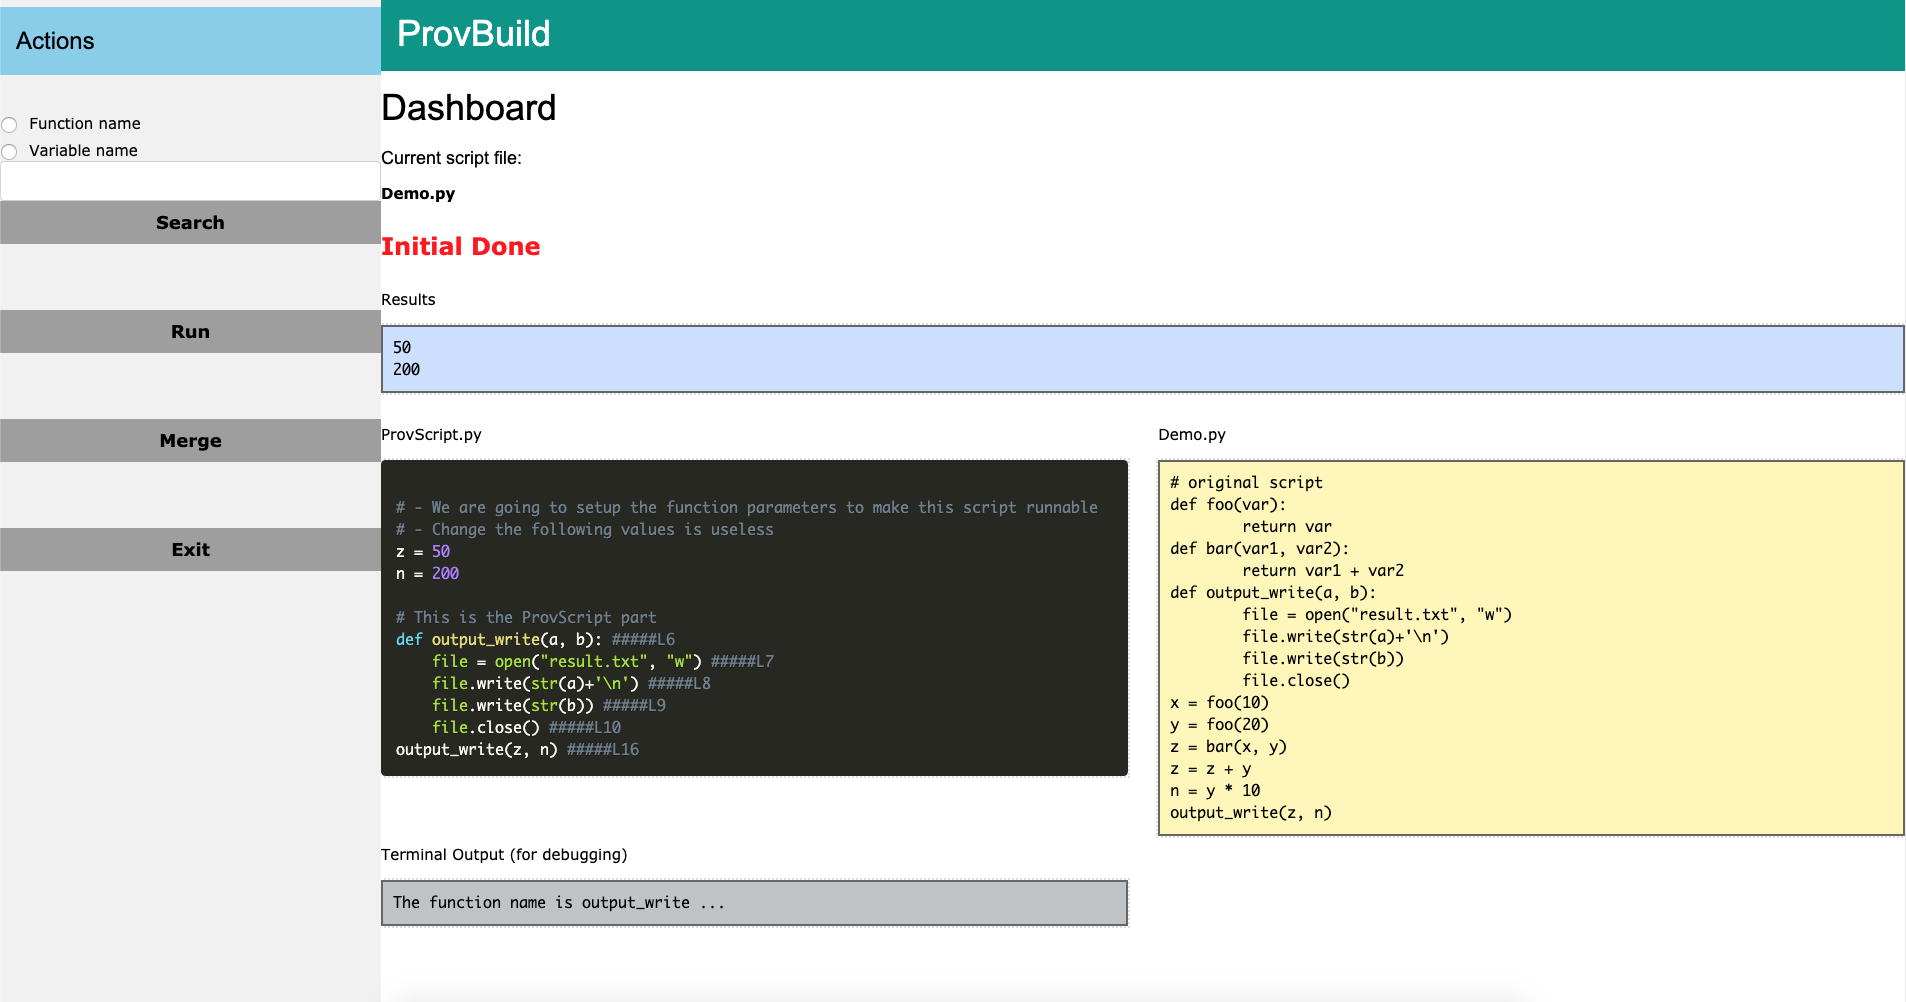 Actions
Function name
Variable name
Search
Run
Merge
Exit
ProvBuild
Dashboard
Current script file:
Demo.py
Initial Done
Results
50
200
ProvScript.py
# - We are going to setup the function parameters to make this script runnable
# - Change the following values is useless
z = 50
n = 200
# This is the ProvScript part
def output_write(a, b): #####L6
    file = open("result.txt", "w") #####L7
    file.write(str(a)+'\n') #####L8
    file.write(str(b)) #####L9
    file.close() #####L10
output_write(z, n) #####L16
Demo.py
# original script
def foo(var):
        return var
def bar(var1, var2):
        return var1 + var2
def output_write(a, b):
        file = open("result.txt", "w")
        file.write(str(a)+'\n')
        file.write(str(b))
        file.close()
x = foo(10)
y = foo(20)
z = bar(x, y)
z = z + y
n = y * 10
output_write(z, n)
Terminal Output (for debugging)
The function name is output_write ...